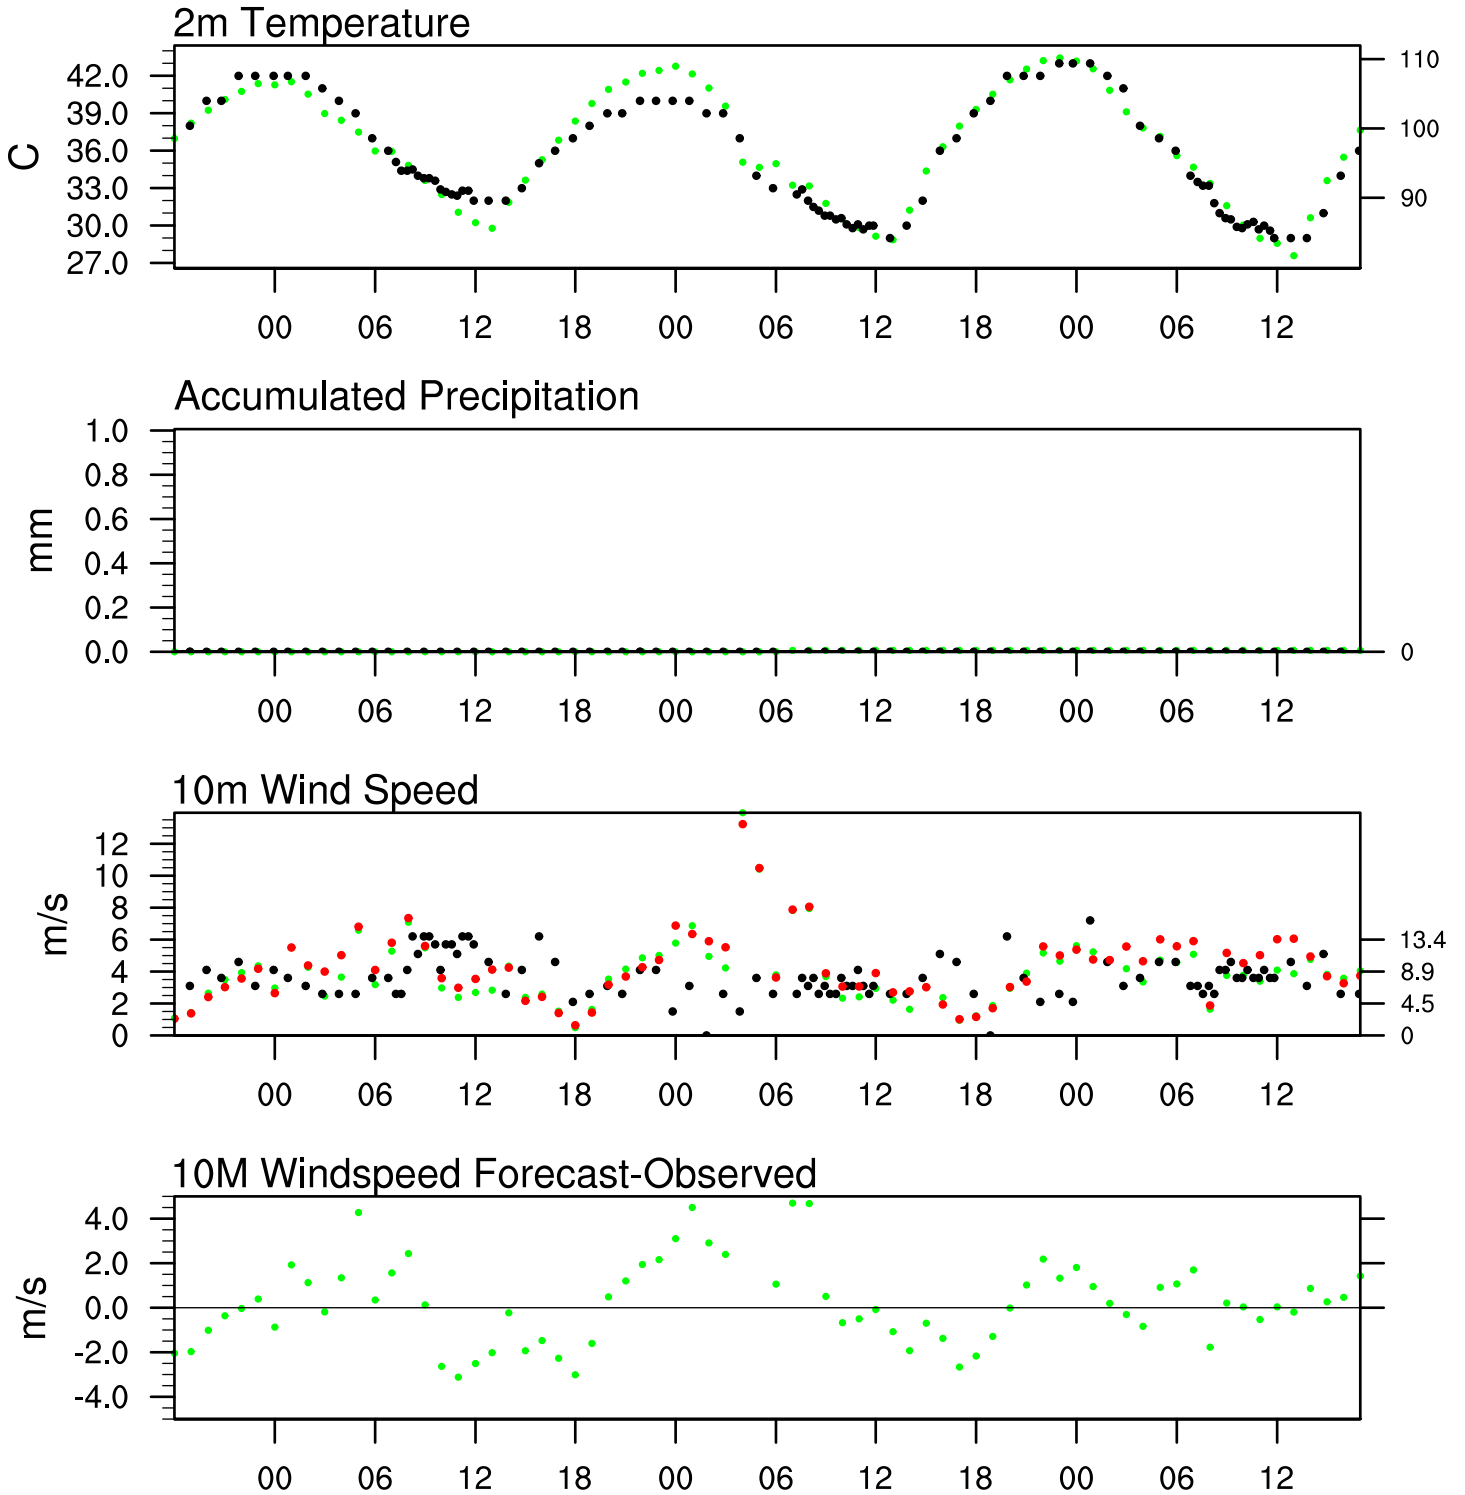 2m Temperature
42.0
39.0
36.0
33.0
30.0
27.0
C
110
100
90
00 06 12 18 00 06 12 18 00 06 12
Accumulated Precipitation
1.0
0.8
0.6
0.4
0.2
0.0
mm
0
00 06 12 18 00 06 12 18 00 06 12
10m Wind Speed
12
10
8
6
4
2
0
m/s
13.4
8.9
4.5
0
00 06 12 18 00 06 12 18 00 06 12
10M Windspeed Forecast-Observed
4.0
2.0
0.0
-2.0
-4.0
m/s
00 06 12 18 00 06 12 18 00 06 12